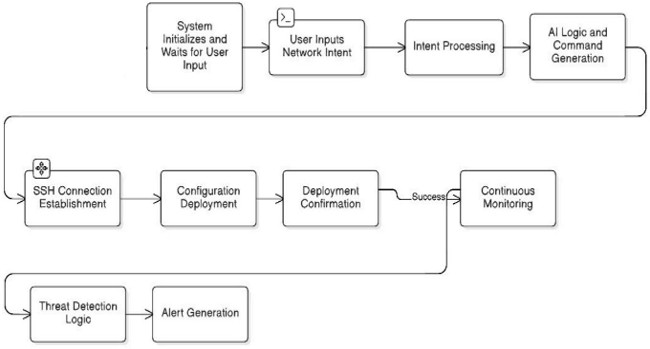 System
Initializes and
Waits for User
Input
>_
User Inputs
Network Intent
Intent Processing
AI Logic and
Command
Generation
SSH Connection
Establishment
Configuration
Deployment
Deployment
Confirmation
Success
Continuous
Monitoring
Threat Detection
Logic
Alert Generation